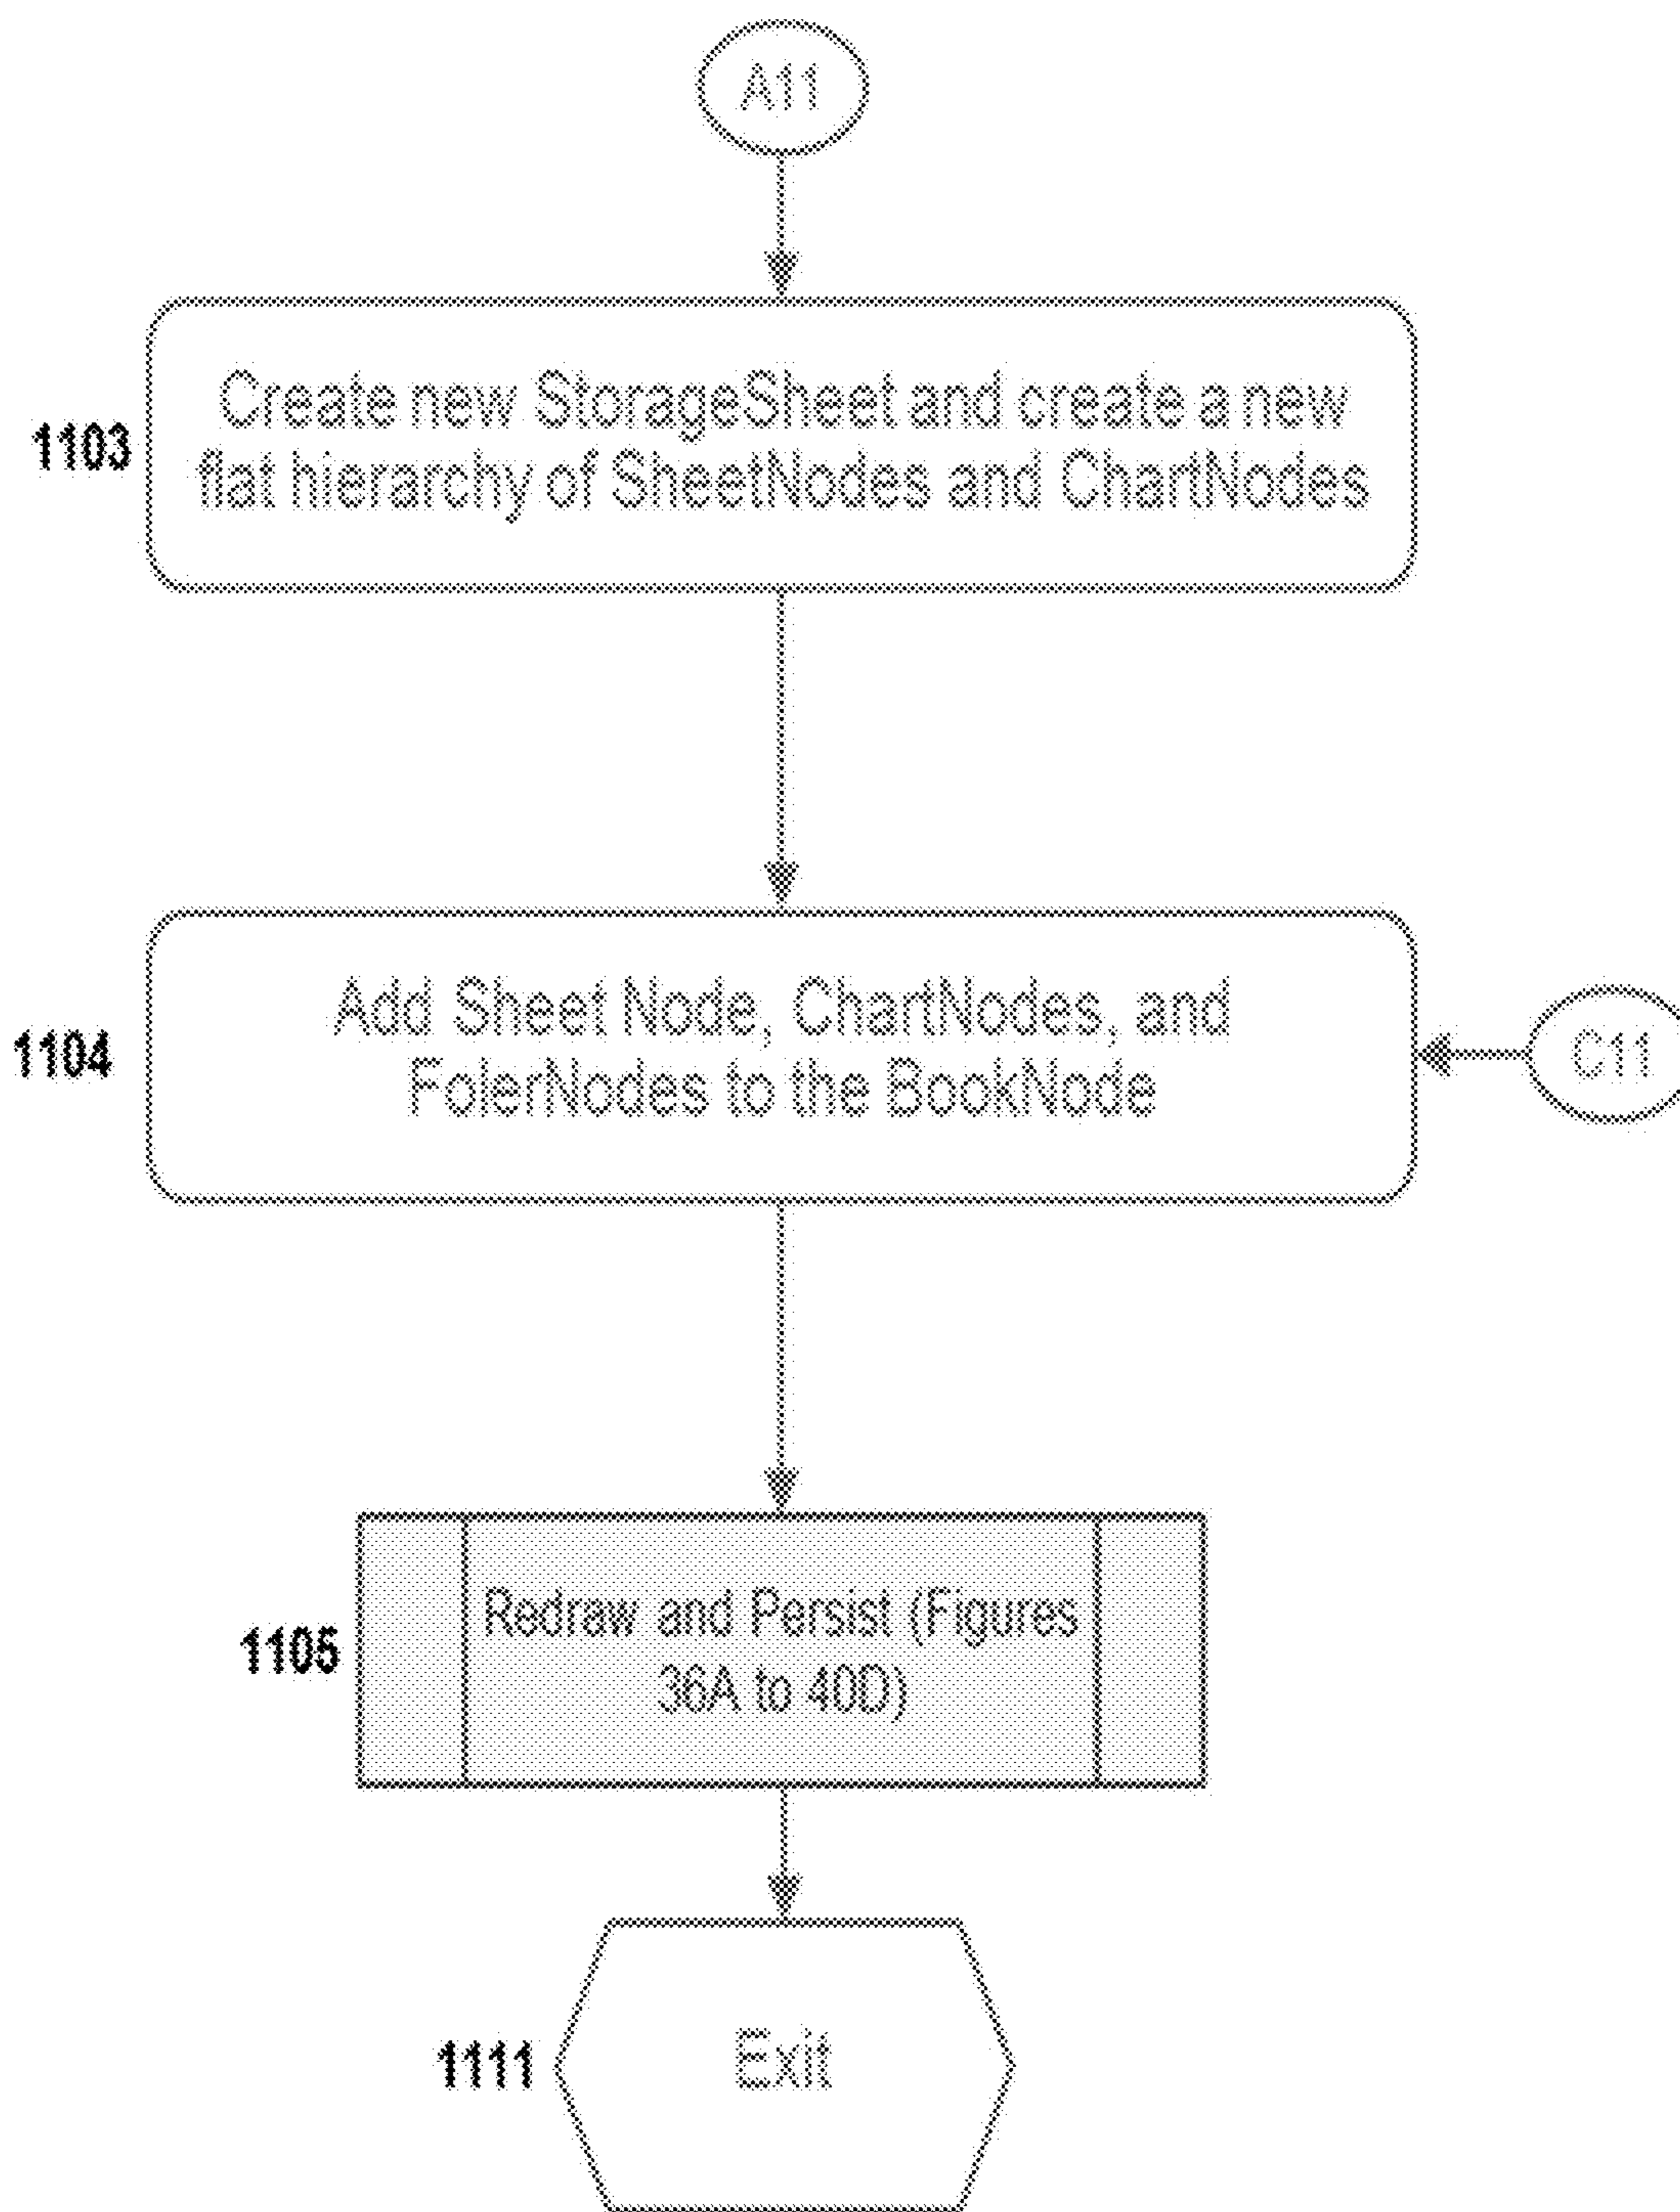 A11
1103
Create new StorageSheet and create a new
flat hierarchy of SheetNodes and ChartNodes
1104
Add Sheet Node, ChartNodes, and
FolerNodes to the BookNode
C11
1105
Redraw and Persist (Figures
36A to 40D)
1111
Exit